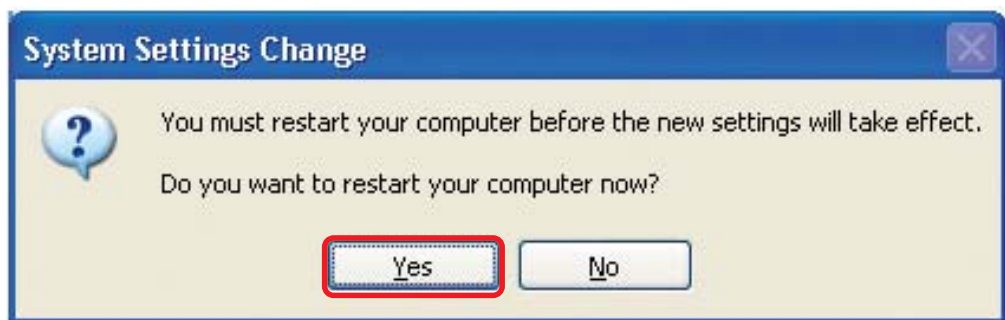 System Settings Change
You must restart your computer before the new settings will take effect.
Do you want to restart your computer now?
Yes
No